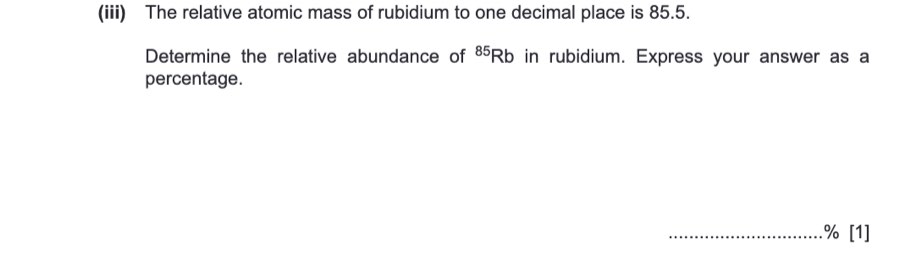 (iii) The relative atomic mass of rubidium to one decimal place is 85.5.
Determine the relative abundance of ⁸⁵Rb in rubidium. Express your answer as a
percentage.
................................% [1]